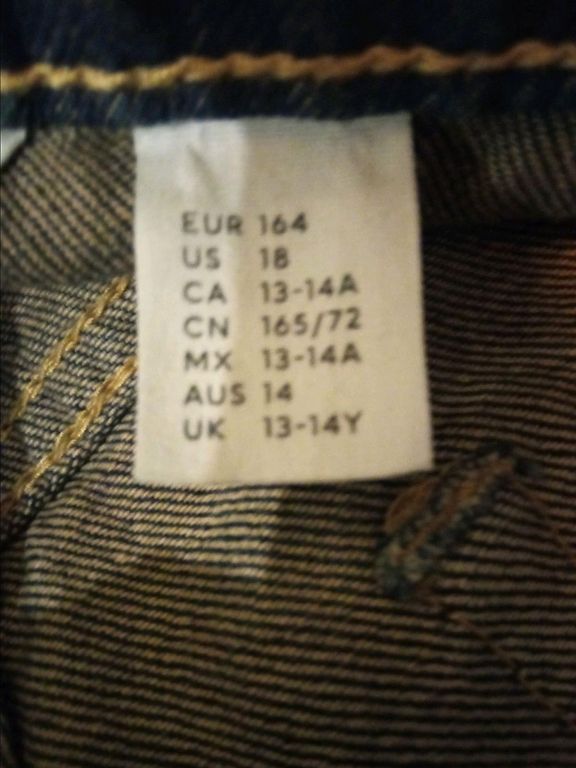 EUR 164
US 18
CA 13-14A
CN 165/72
MX 13-14A
AUS 14
UK 13-14Y